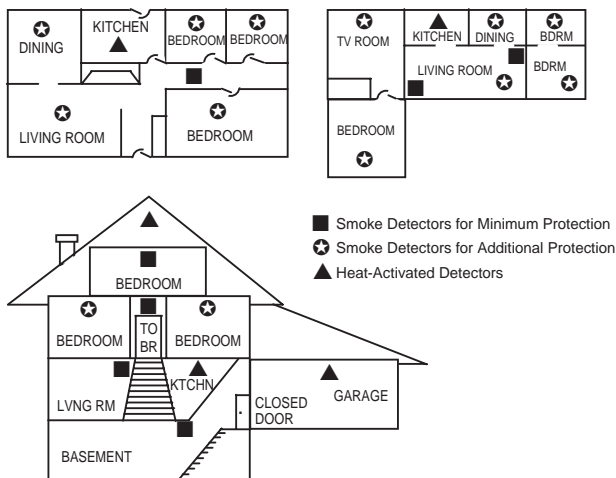 DINING
KITCHEN
BEDROOM
BEDROOM
LIVING ROOM
BEDROOM
TV ROOM
KITCHEN
DINING
BDRM
LIVING ROOM
BDRM
BEDROOM
Smoke Detectors for Minimum Protection
Smoke Detectors for Additional Protection
Heat-Activated Detectors
BEDROOM
BEDROOM
TO
BR
BEDROOM
LVNG RM
KTCHN
CLOSED
DOOR
GARAGE
BASEMENT